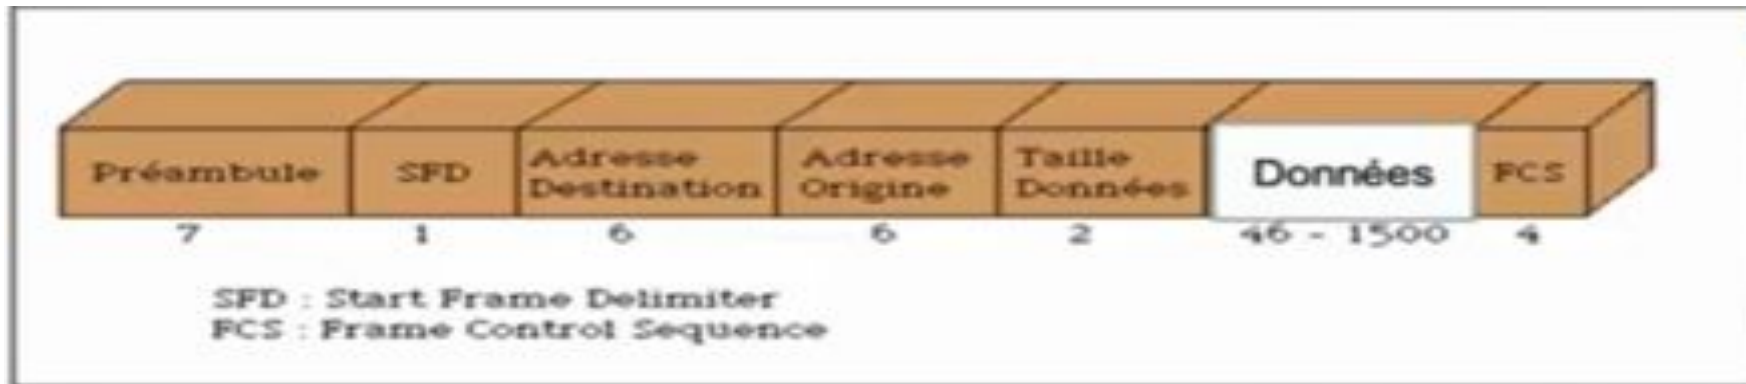 Préambule
SFD
Adresse
Destination
Adresse
Origine
Taille
Données
Données
FCS
7 1 6 6 2 46 - 1500 4
SFD : Start Frame Delimiter
FCS : Frame Control Sequence